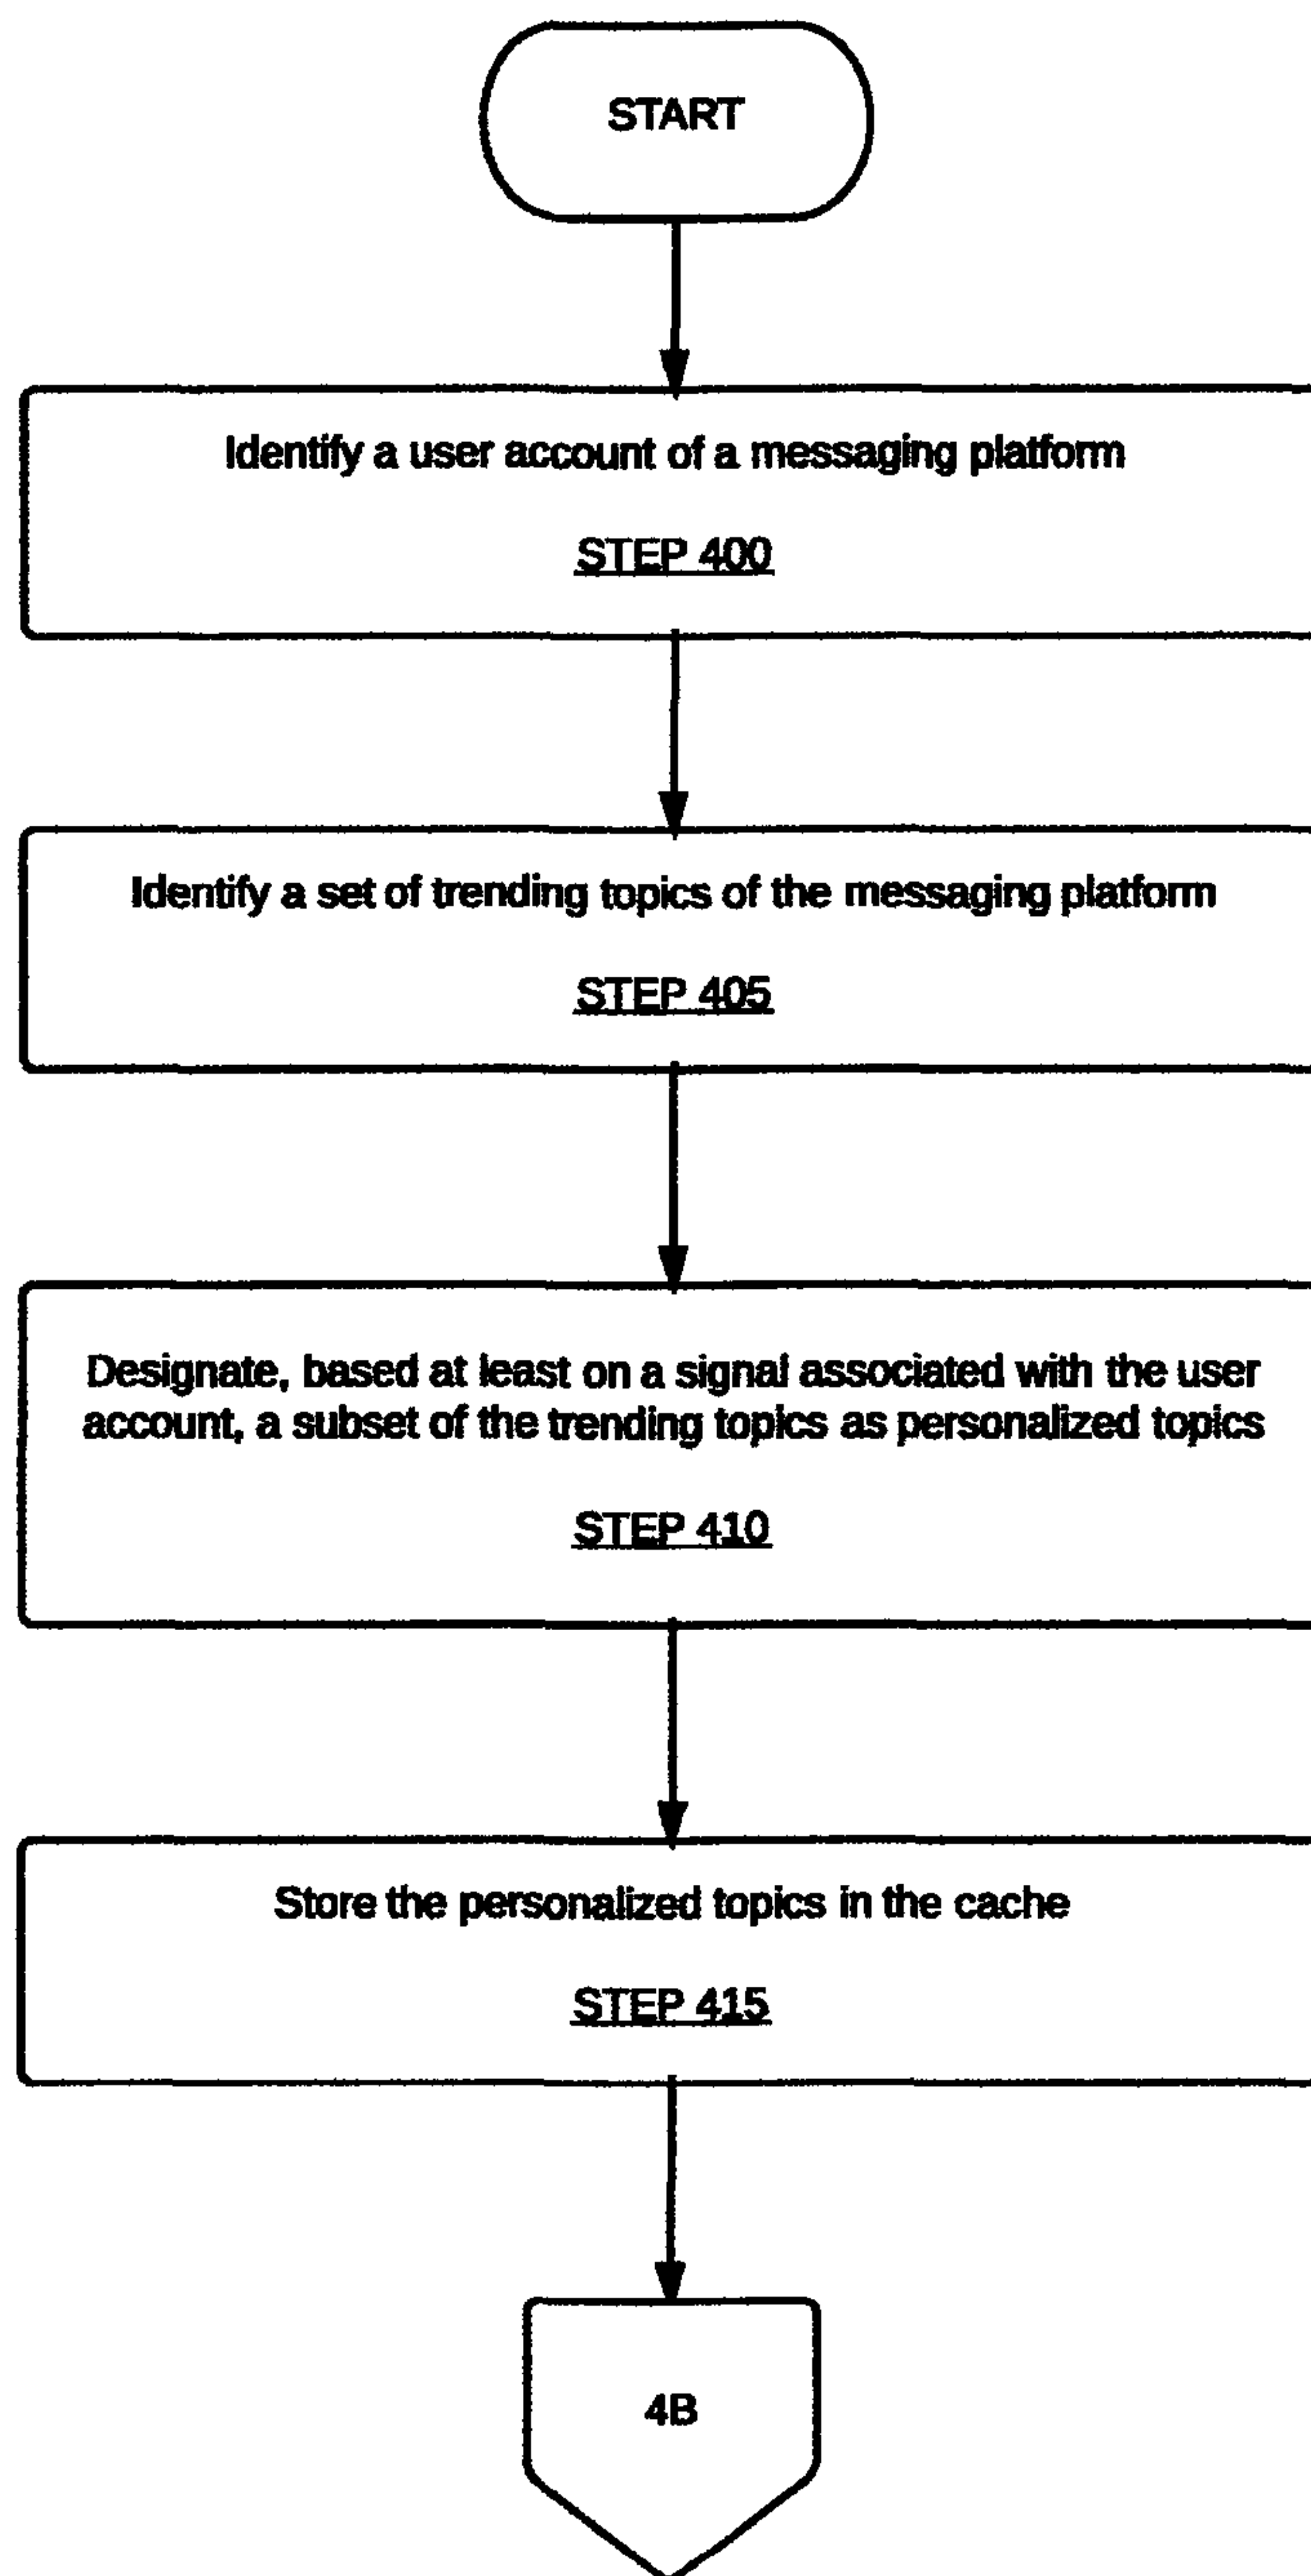 START
Identify a user account of a messaging platform
STEP 400
Identify a set of trending topics of the messaging platform
STEP 405
Designate, based at least on a signal associated with the user
account, a subset of the trending topics as personalized topics
STEP 410
Store the personalized topics in the cache
STEP 415
4B